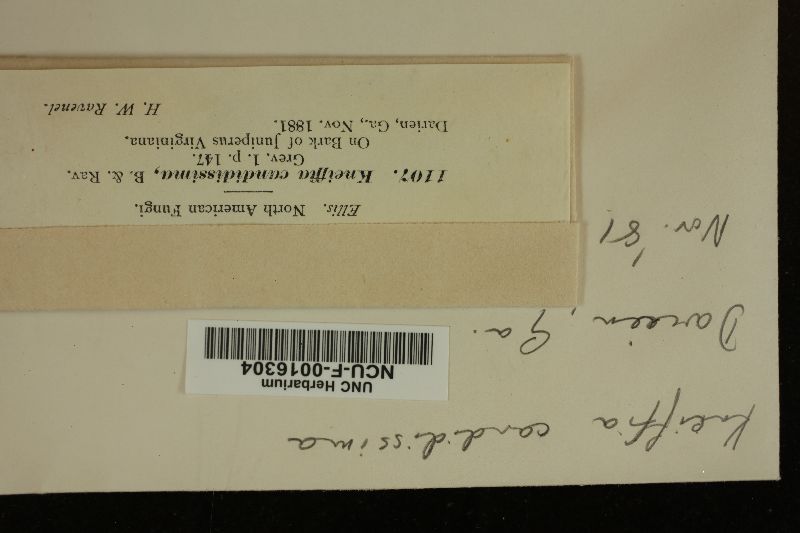 Kneiffia candidissima
UNC Herbarium
NCU-F-0016304
Darien, Ga.
Nov. '81
Ellis. North American Fungi.
1107. Kneiffia candidissima, B. & Rav.
Grev. 1. p. 147.
On Bark of Juniperus Virginiana.
Darien, Ga., Nov. 1881.
H. W. Ravenel.